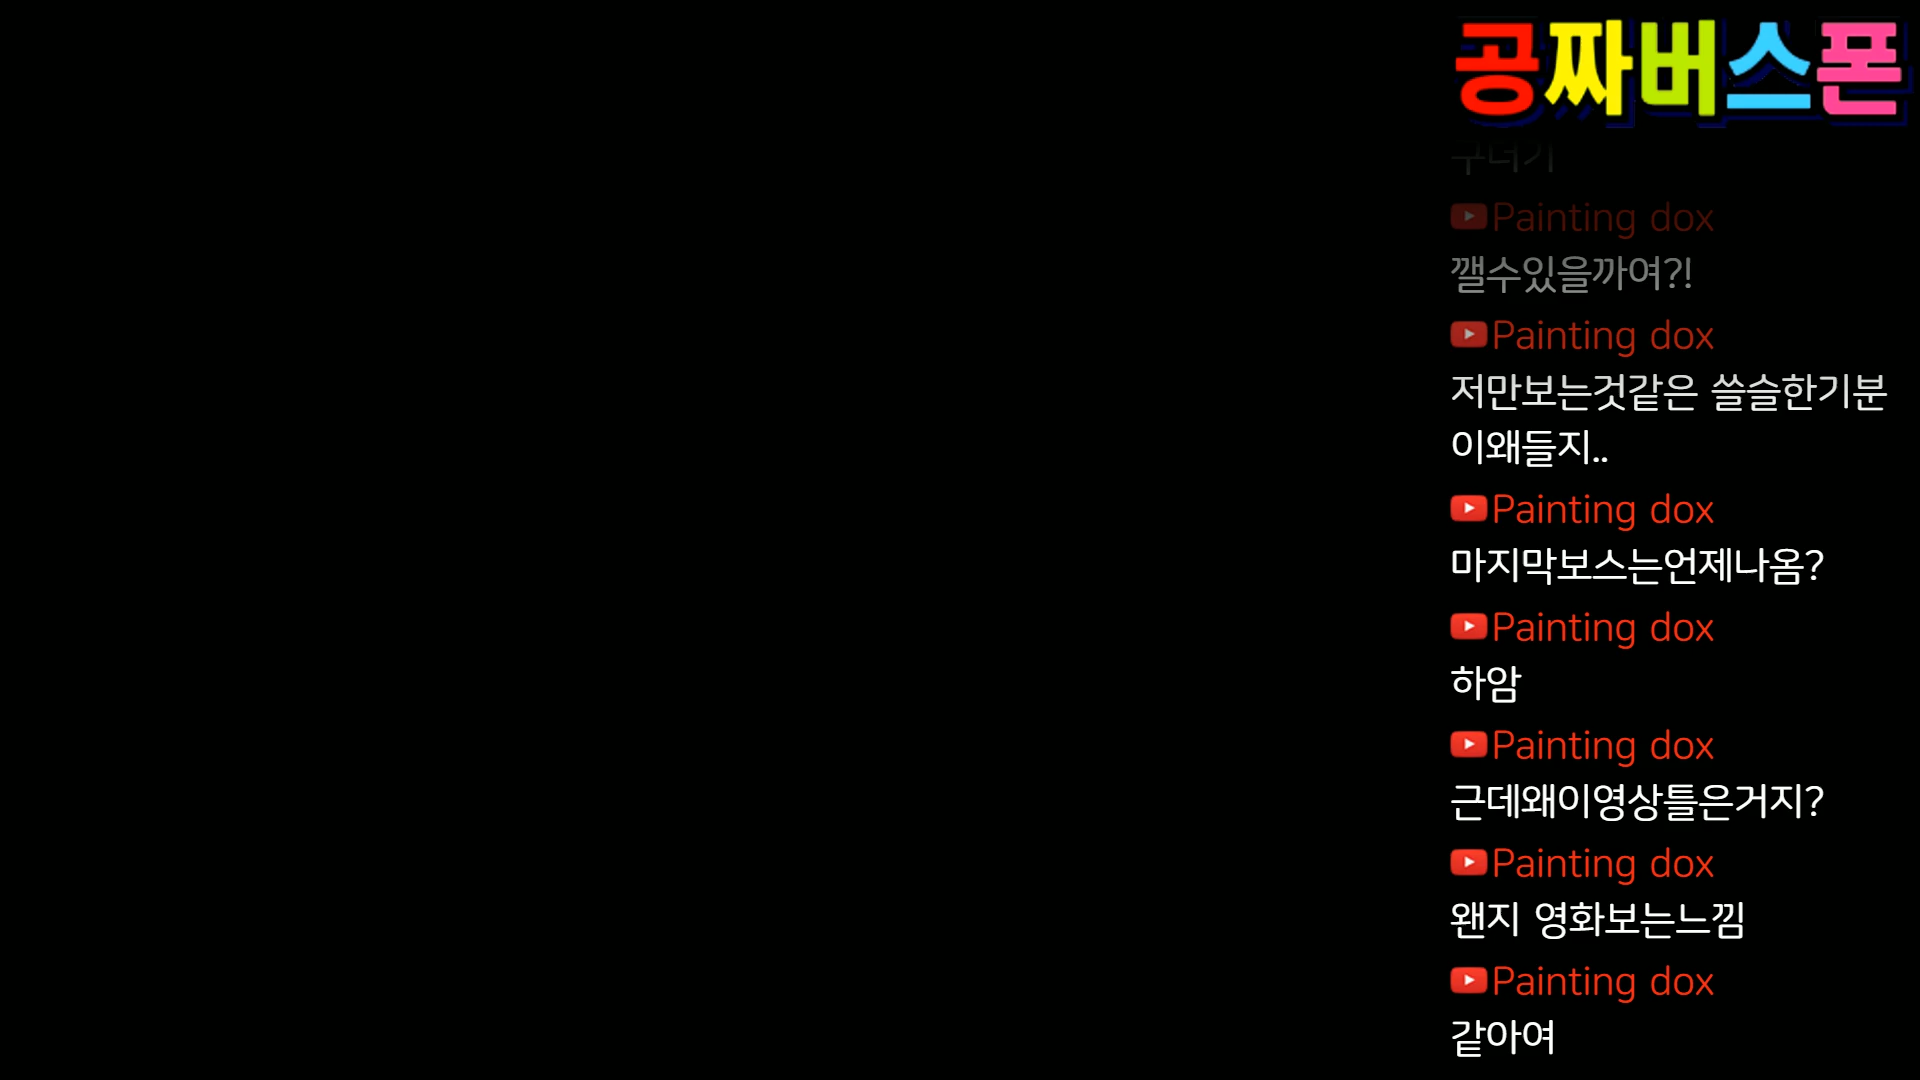 공짜버스폰
구더기
Painting dox
깰수있을까여?!
Painting dox
저만보는것같은 쓸슬한기분
이왜들지..
Painting dox
마지막보스는언제나옴?
Painting dox
하암
Painting dox
근데왜이영상틀은거지?
Painting dox
왠지 영화보는느낌
Painting dox
같아여